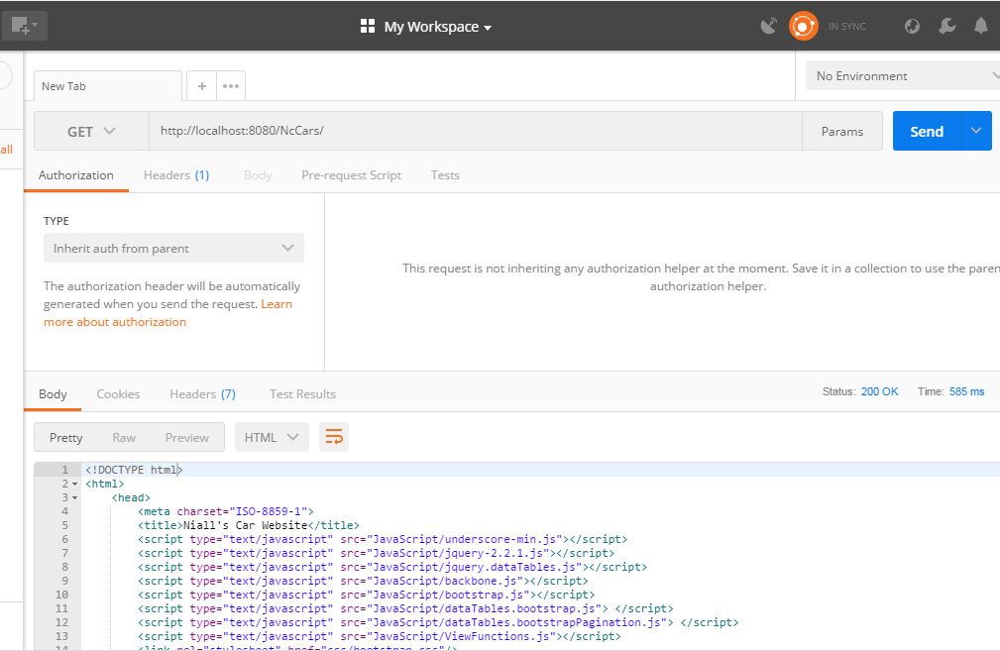 My Workspace
IN SYNC
New Tab
No Environment
GET
http://localhost:8080/NcCars/
Params
Send
all
Authorization
Headers (1)
Body
Pre-request Script
Tests
TYPE
Inherit auth from parent
The authorization header will be automatically
generated when you send the request. Learn
more about authorization
This request is not inheriting any authorization helper at the moment. Save it in a collection to use the paren
authorization helper.
Body
Cookies
Headers (7)
Test Results
Status: 200 OK
Time: 585 ms
Pretty
Raw
Preview
HTML
1 <!DOCTYPE html>
2 <html>
3 <head>
4 <meta charset="ISO-8859-1">
5 <title>Niall's Car Website</title>
6 <script type="text/javascript" src="JavaScript/underscore-min.js"></script>
7 <script type="text/javascript" src="JavaScript/jquery-2.2.1.js"></script>
8 <script type="text/javascript" src="JavaScript/jquery.dataTables.js"></script>
9 <script type="text/javascript" src="JavaScript/backbone.js"></script>
10 <script type="text/javascript" src="JavaScript/bootstrap.js"></script>
11 <script type="text/javascript" src="JavaScript/dataTables.bootstrap.js"> </script>
12 <script type="text/javascript" src="JavaScript/dataTables.bootstrapPagination.js"> </script>
13 <script type="text/javascript" src="JavaScript/ViewFunctions.js"></script>
14 <link rel="stylesheet" href="css/bootstrap.css"/>